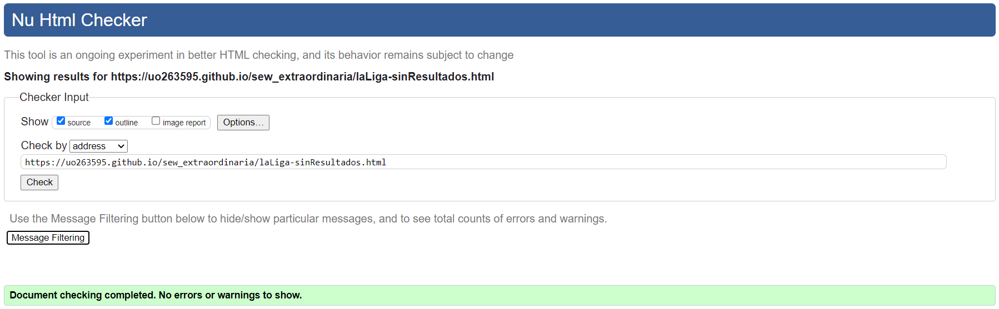 Nu Html Checker
This tool is an ongoing experiment in better HTML checking, and its behavior remains subject to change
Showing results for https://uo263595.github.io/sew_extraordinaria/laLiga-sinResultados.html
Checker Input
Show source outline image report Options...
Check by address
https://uo263595.github.io/sew_extraordinaria/laLiga-sinResultados.html
Check
Use the Message Filtering button below to hide/show particular messages, and to see total counts of errors and warnings.
Message Filtering
Document checking completed. No errors or warnings to show.